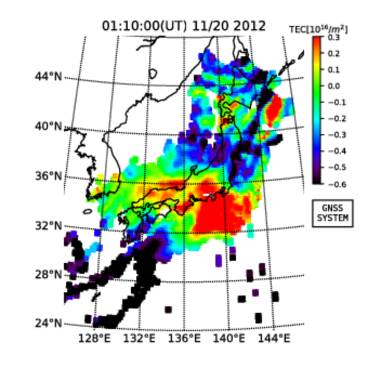 01:10:00(UT) 11/20 2012
TEC[10¹⁶/m²]
0.3
0.2
0.1
0.0
−0.1
−0.2
−0.3
−0.4
−0.5
−0.6
GNSS
SYSTEM
44°N
40°N
36°N
32°N
28°N
24°N
128°E 132°E 136°E 140°E 144°E